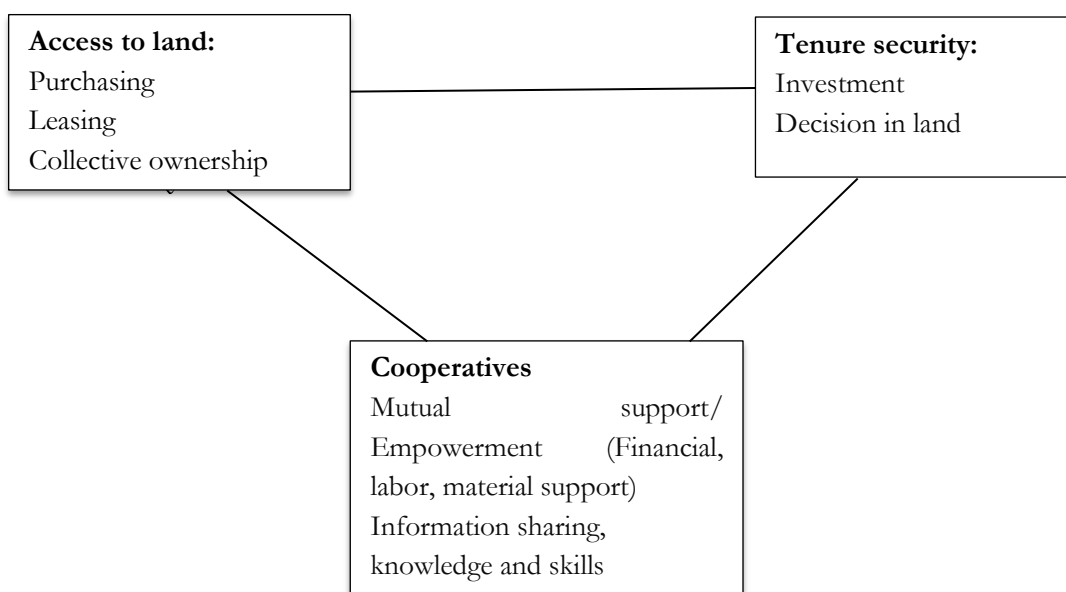 Access to land:
Purchasing
Leasing
Collective ownership
Tenure security:
Investment
Decision in land
Cooperatives
Mutual support/
Empowerment (Financial,
labor, material support)
Information sharing,
knowledge and skills